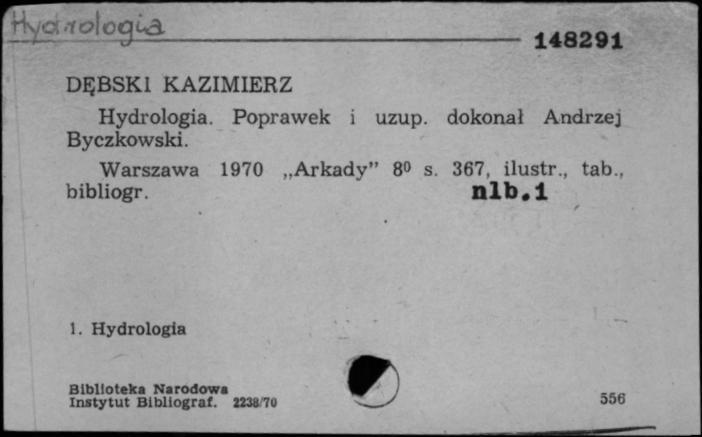 Hydrologia
148291
DĘBSKI KAZIMIERZ
Hydrologia. Poprawek i uzup. dokonał Andrzej
Byczkowski.
Warszawa 1970 „Arkady” 8⁰ s. 367, ilustr., tab.,
bibliogr. nlb.1
1. Hydrologia
Biblioteka Narodowa
Instytut Bibliograf. 2238/70
556